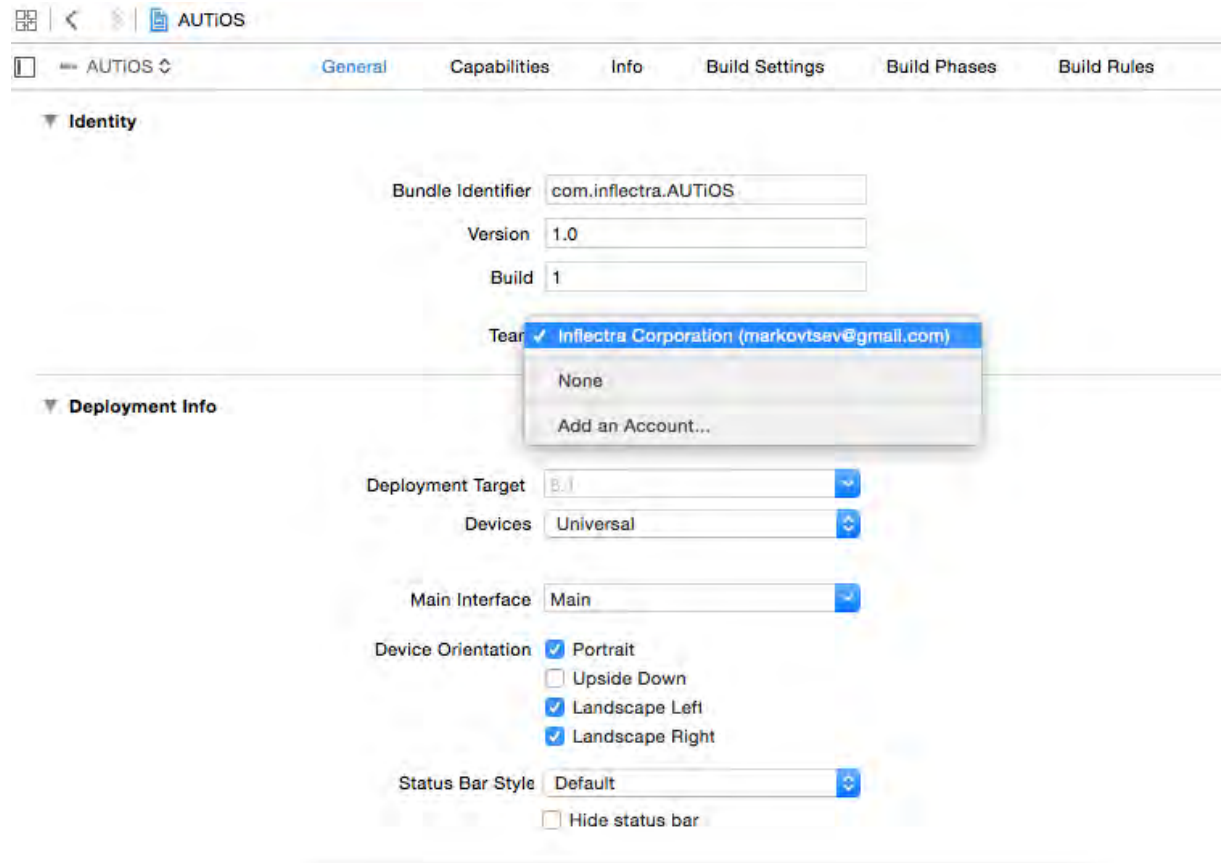 AUTiOS
AUTiOS General Capabilities Info Build Settings Build Phases Build Rules
Identity
Bundle Identifier com.inflectra.AUTiOS
Version 1.0
Build 1
Inflectra Corporation (markovtsev@gmail.com)
None
Deployment Info
Add an Account...
Deployment Target 8.1
Devices Universal
Main Interface Main
Device Orientation Portrait
Upside Down
Landscape Left
Landscape Right
Status Bar Style Default
Hide status bar